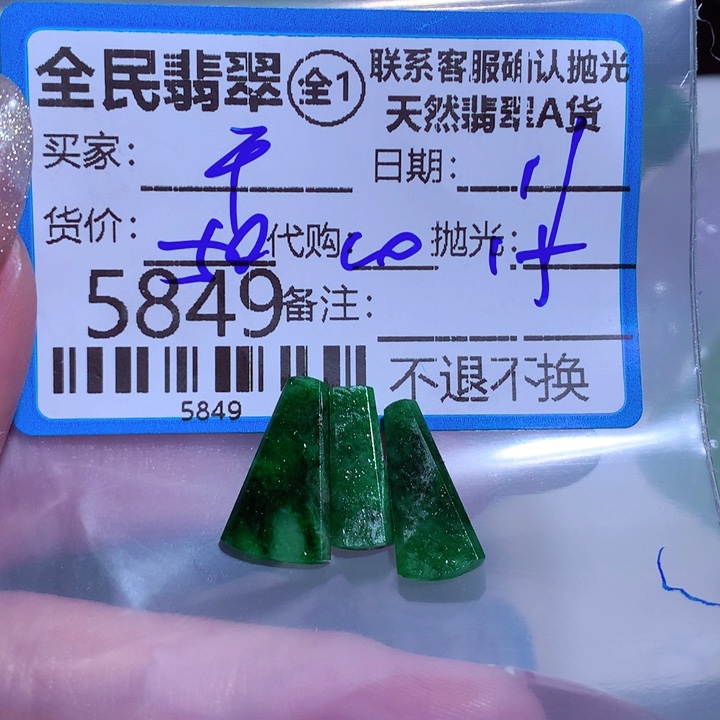 全民翡翠 全1 联系客服确认抛光
天然翡翠A货
买家: 日期:
货价: 50 代购: 抛光:
5849 备注:
5849 不退不换